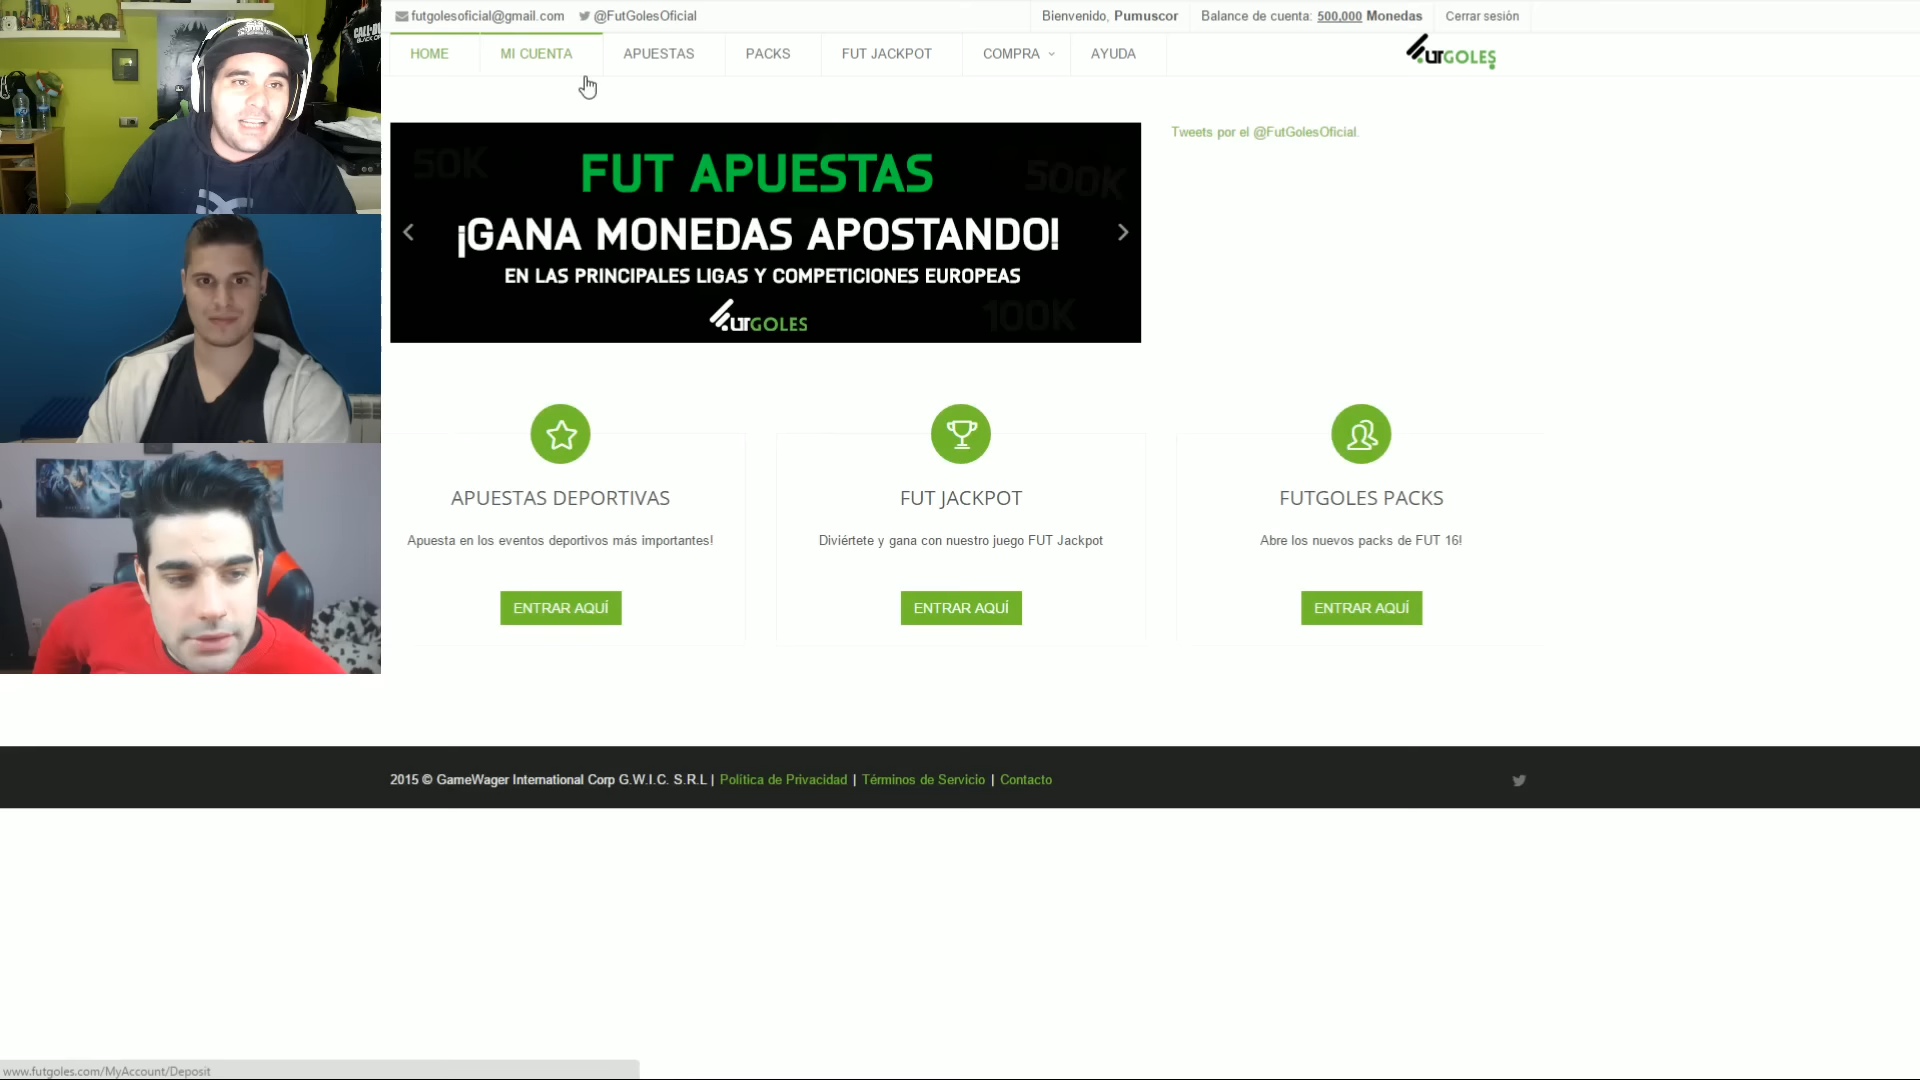 futgolesoficial@gmail.com @FutGolesOficial Bienvenido, Pumuscor Balance de cuenta: 500,000 Monedas Cerrar sesión
HOME MI CUENTA APUESTAS PACKS FUT JACKPOT COMPRA AYUDA
FUTGOLES
Tweets por el @FutGolesOficial.
50K
500K
100K
FUT APUESTAS
¡GANA MONEDAS APOSTANDO!
EN LAS PRINCIPALES LIGAS Y COMPETICIONES EUROPEAS
FUTGOLES
APUESTAS DEPORTIVAS
Apuesta en los eventos deportivos más importantes!
ENTRAR AQUÍ
FUT JACKPOT
Diviértete y gana con nuestro juego FUT Jackpot
ENTRAR AQUÍ
FUTGOLES PACKS
Abre los nuevos packs de FUT 16!
ENTRAR AQUÍ
2015 © GameWager International Corp G.W.I.C. S.R.L | Política de Privacidad | Términos de Servicio | Contacto
www.futgoles.com/MyAccount/Deposit